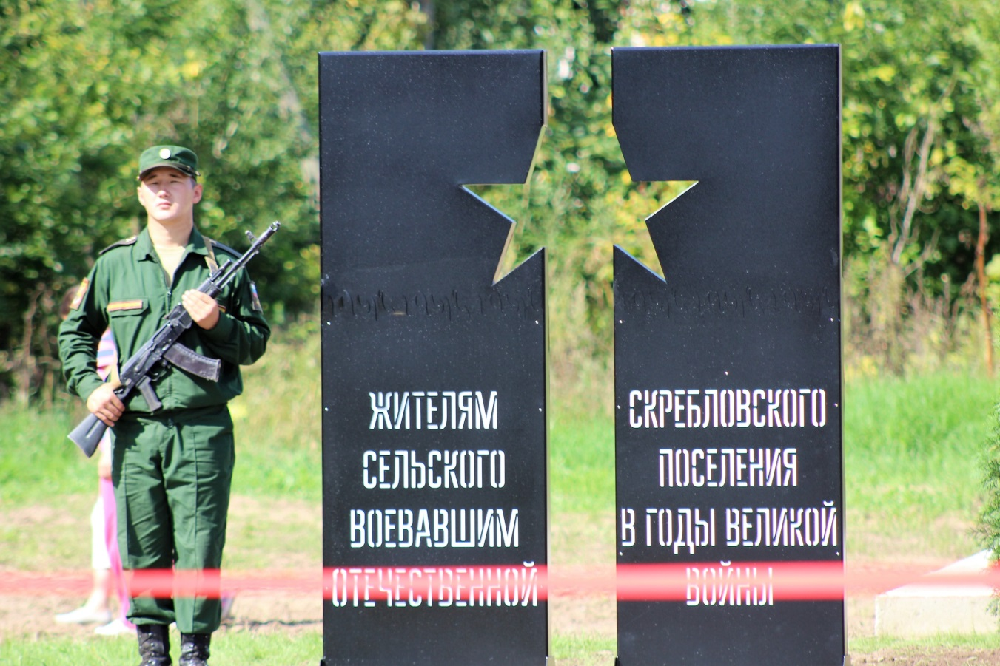 ЖИТЕЛЯМ СКРЕБЛОВСКОГО
СЕЛЬСКОГО ПОСЕЛЕНИЯ
ВОЕВАВШИМ В ГОДЫ ВЕЛИКОЙ
ОТЕЧЕСТВЕННОЙ ВОЙНЫ